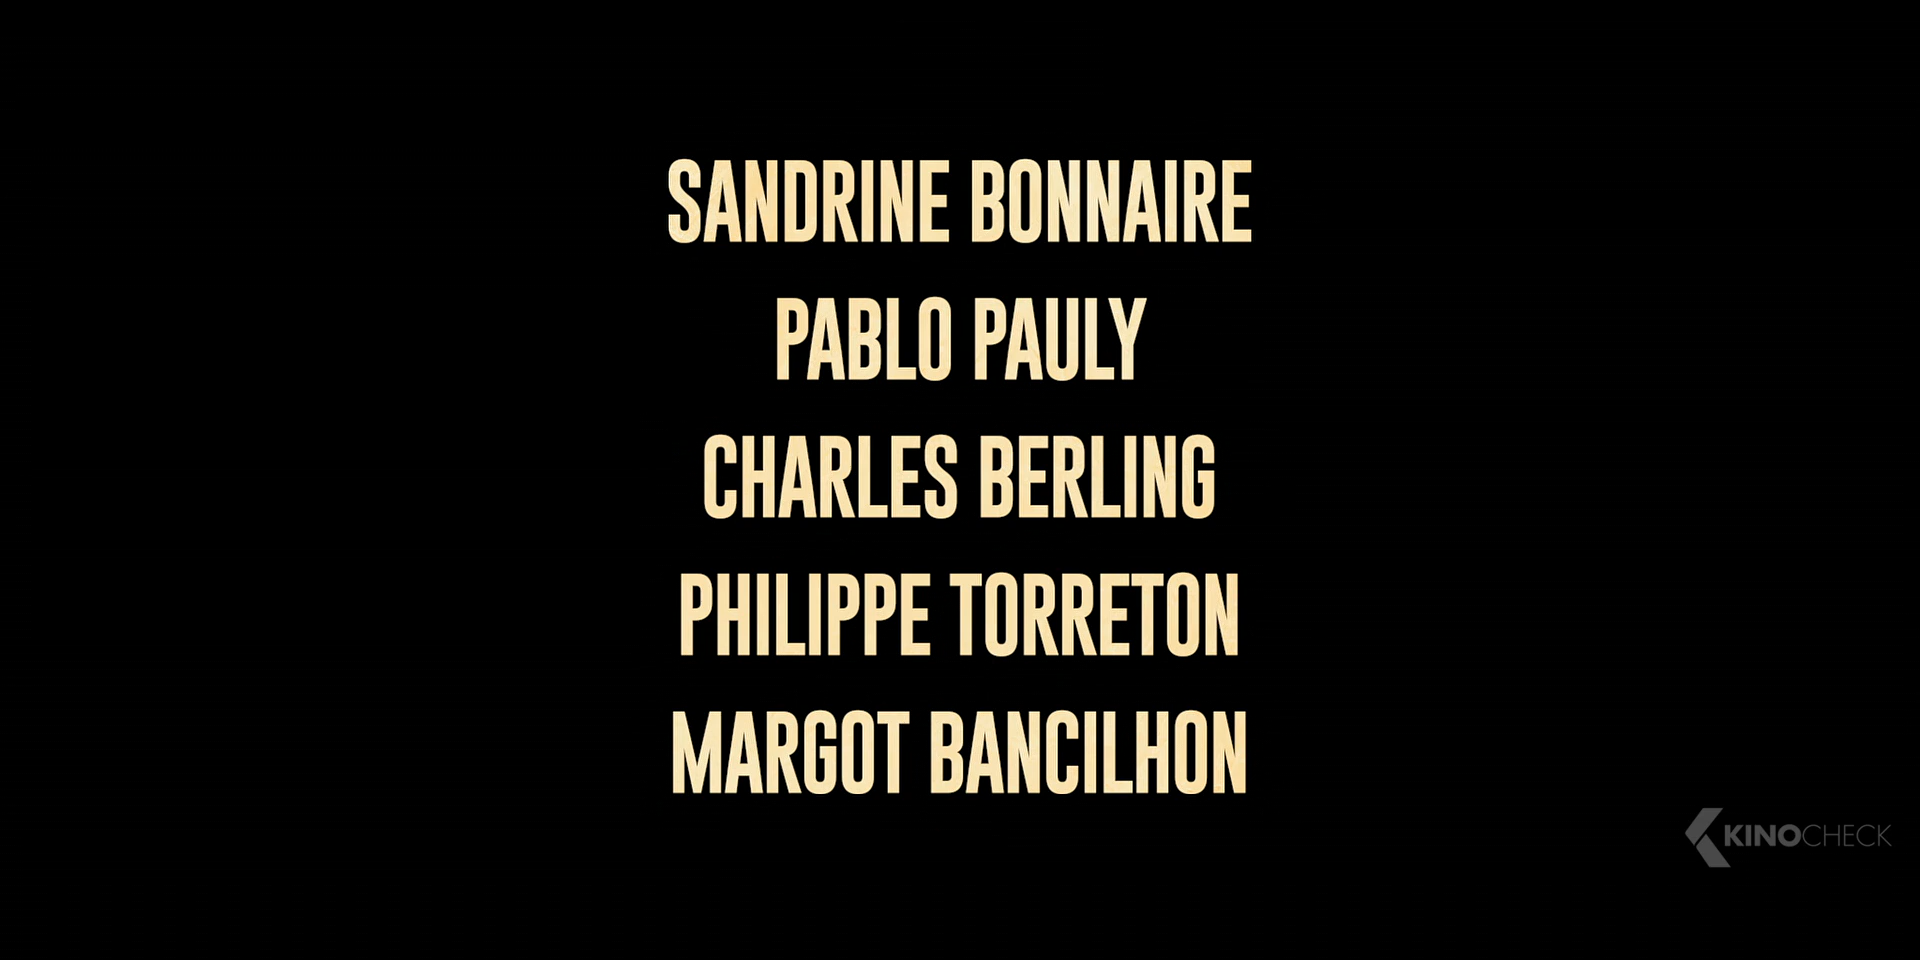 SANDRINE BONNAIRE
PABLO PAULY
CHARLES BERLING
PHILIPPE TORRETON
MARGOT BANCILHON
KINOCHECK